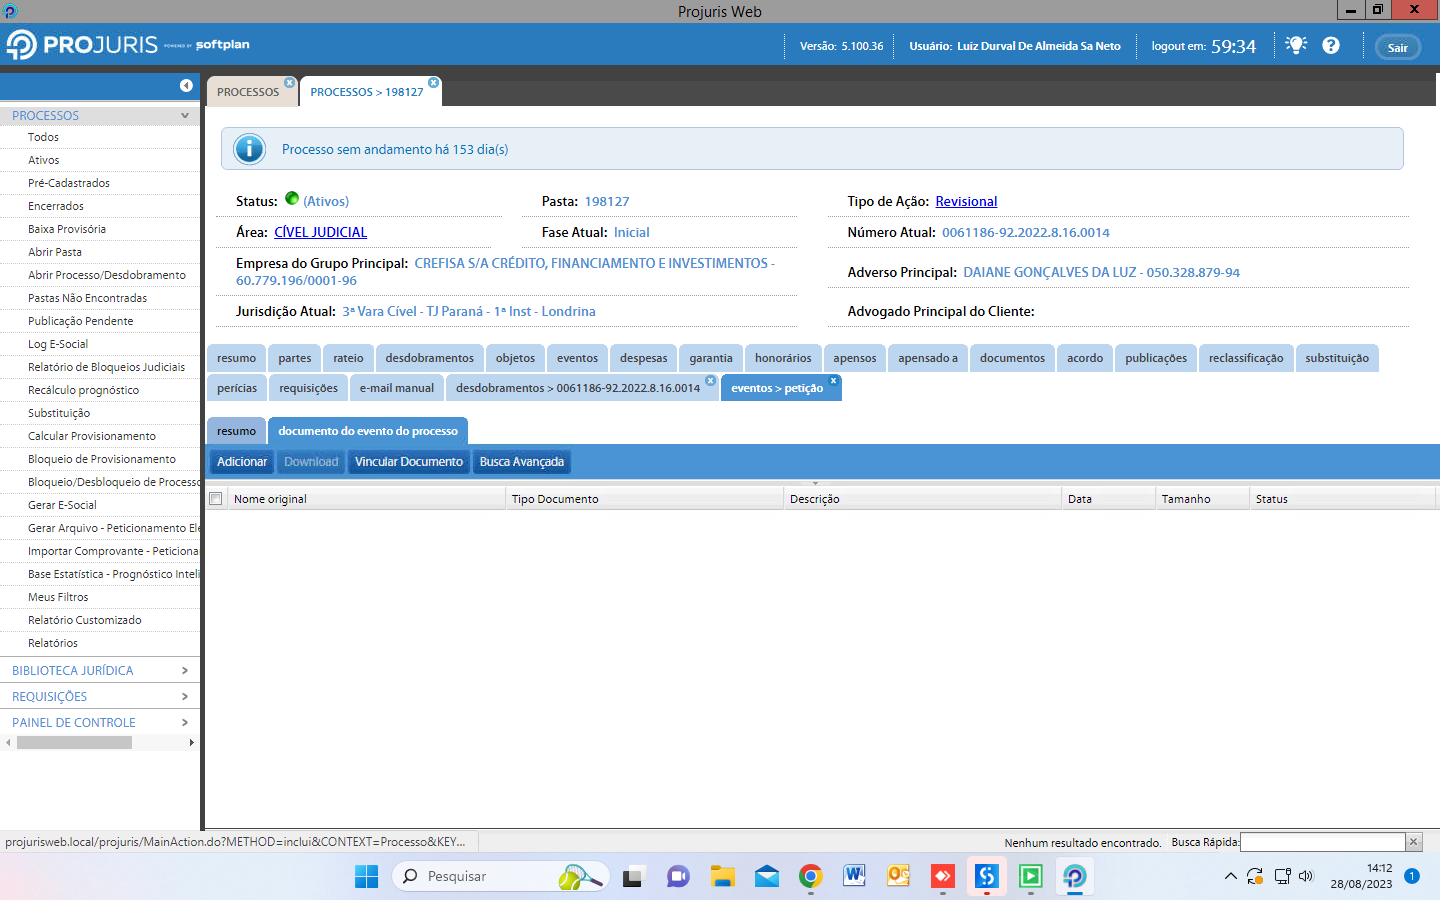 Projuris Web
PROJURIS POWERED BY softplan
Versão: 5.100.36
Usuário: Luiz Durval De Almeida Sa Neto
logout em: 59:34
Sair
PROCESSOS
PROCESSOS > 198127
PROCESSOS
Todos
Ativos
Pré-Cadastrados
Encerrados
Baixa Provisória
Abrir Pasta
Abrir Processo/Desdobramento
Pastas Não Encontradas
Publicação Pendente
Log E-Social
Relatório de Bloqueios Judiciais
Recálculo prognóstico
Substituição
Calcular Provisionamento
Bloqueio de Provisionamento
Bloqueio/Desbloqueio de Processo
Gerar E-Social
Gerar Arquivo - Peticionamento Ele
Importar Comprovante - Peticiona
Base Estatística - Prognóstico Inteli
Meus Filtros
Relatório Customizado
Relatórios
BIBLIOTECA JURÍDICA
REQUISIÇÕES
PAINEL DE CONTROLE
Processo sem andamento há 153 dia(s)
Status: (Ativos)
Pasta: 198127
Tipo de Ação: Revisional
Área: CÍVEL JUDICIAL
Fase Atual: Inicial
Número Atual: 0061186-92.2022.8.16.0014
Empresa do Grupo Principal: CREFISA S/A CRÉDITO, FINANCIAMENTO E INVESTIMENTOS -
60.779.196/0001-96
Adverso Principal: DAIANE GONÇALVES DA LUZ - 050.328.879-94
Jurisdição Atual: 3ª Vara Cível - TJ Paraná - 1ª Inst - Londrina
Advogado Principal do Cliente:
resumo partes rateio desdobramentos objetos eventos despesas garantia honorários apensos apensado a documentos acordo publicações reclassificação substituição
perícias requisições e-mail manual desdobramentos > 0061186-92.2022.8.16.0014 eventos > petição
resumo documento do evento do processo
Adicionar Download Vincular Documento Busca Avançada
Nome original Tipo Documento Descrição Data Tamanho Status
projurisweb.local/projuris/MainAction.do?METHOD=inclui&CONTEXT=Processo&KEY...
Nenhum resultado encontrado. Busca Rápida:
Pesquisar
14:12
28/08/2023
1